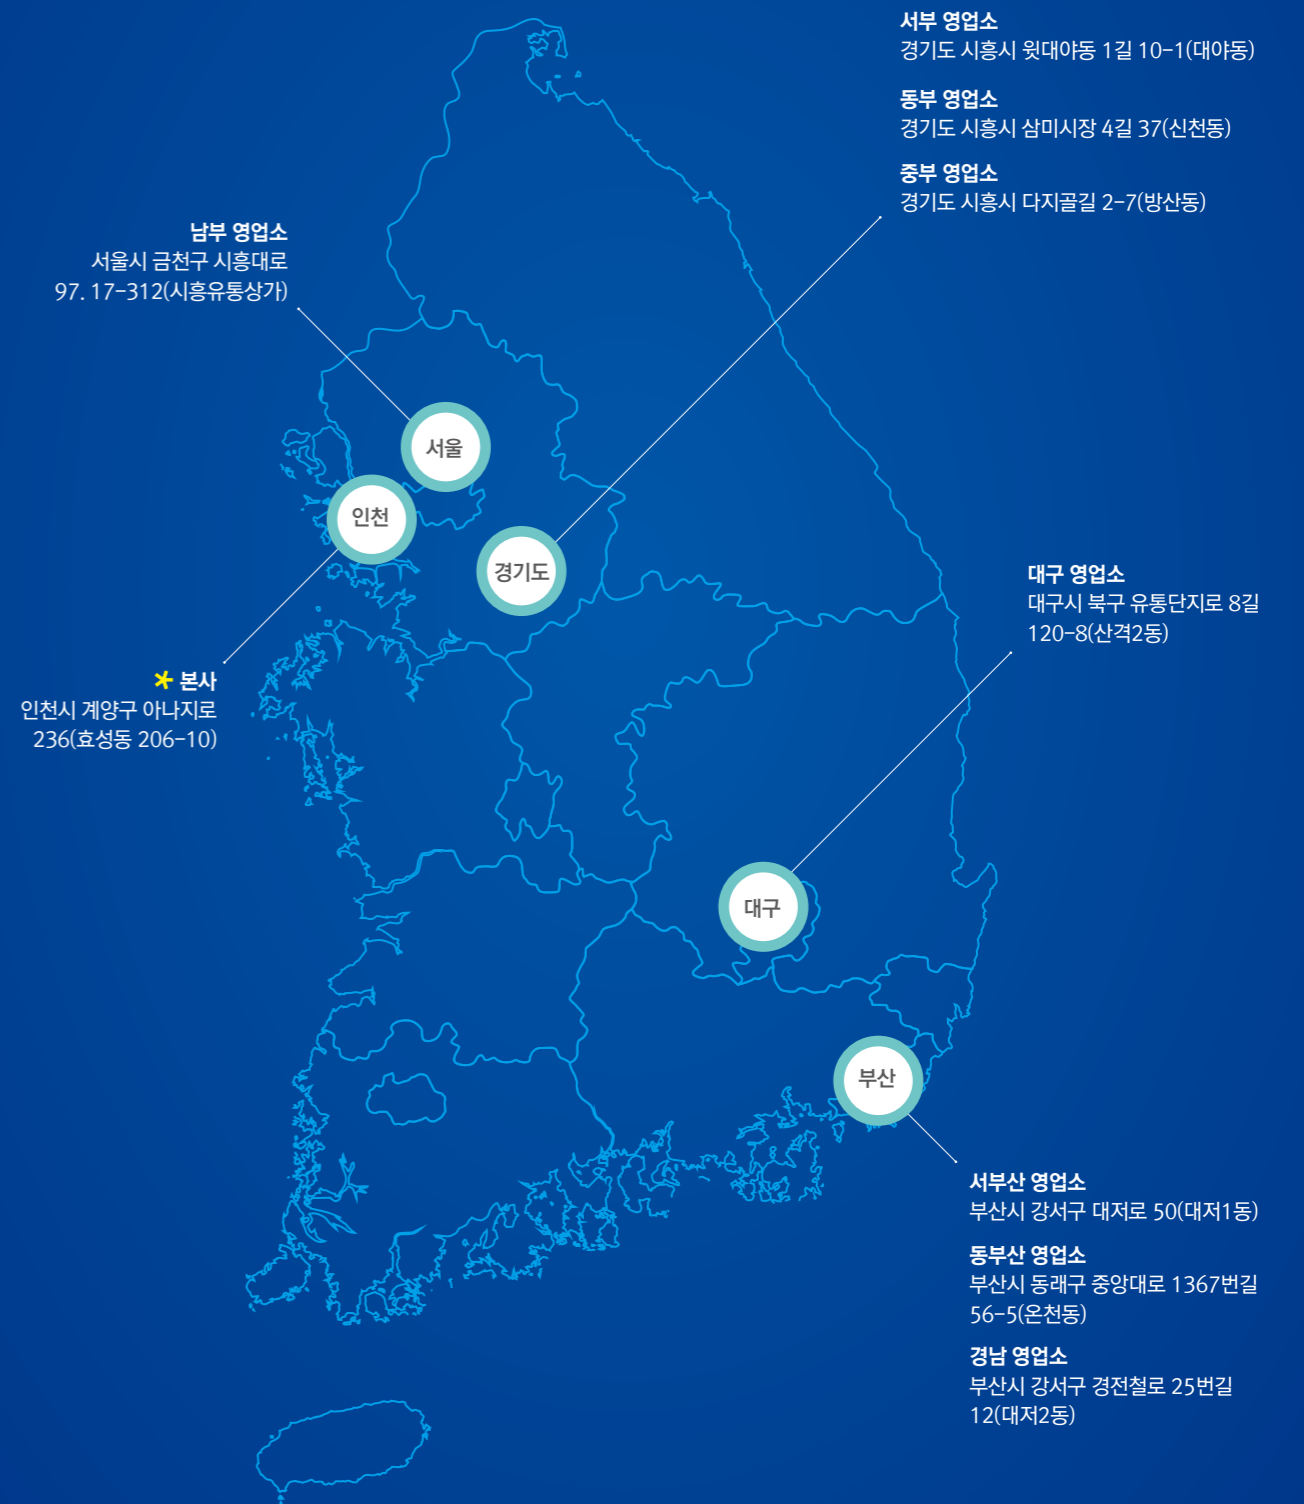 서부 영업소
경기도 시흥시 윗대야동 1길 10-1(대야동)
동부 영업소
경기도 시흥시 삼미시장 4길 37(신천동)
중부 영업소
경기도 시흥시 다지골길 2-7(방산동)
남부 영업소
서울시 금천구 시흥대로
97. 17-312(시흥유통상가)
서울
인천
경기도
대구 영업소
대구시 북구 유통단지로 8길
120-8(산격2동)
* 본사
인천시 계양구 아나지로
236(효성동 206-10)
대구
부산
서부산 영업소
부산시 강서구 대저로 50(대저1동)
동부산 영업소
부산시 동래구 중앙대로 1367번길
56-5(온천동)
경남 영업소
부산시 강서구 경전철로 25번길
12(대저2동)